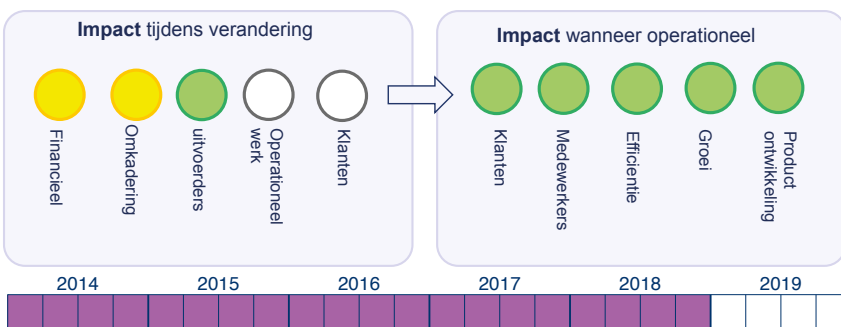 Impact tijdens verandering
Financieel
Omkadering
uitvoerders
Operationeel
werk
Klanten
Impact wanneer operationeel
Klanten
Medewerkers
Efficientie
Groei
Product
ontwikkeling
2014 2015 2016 2017 2018 2019